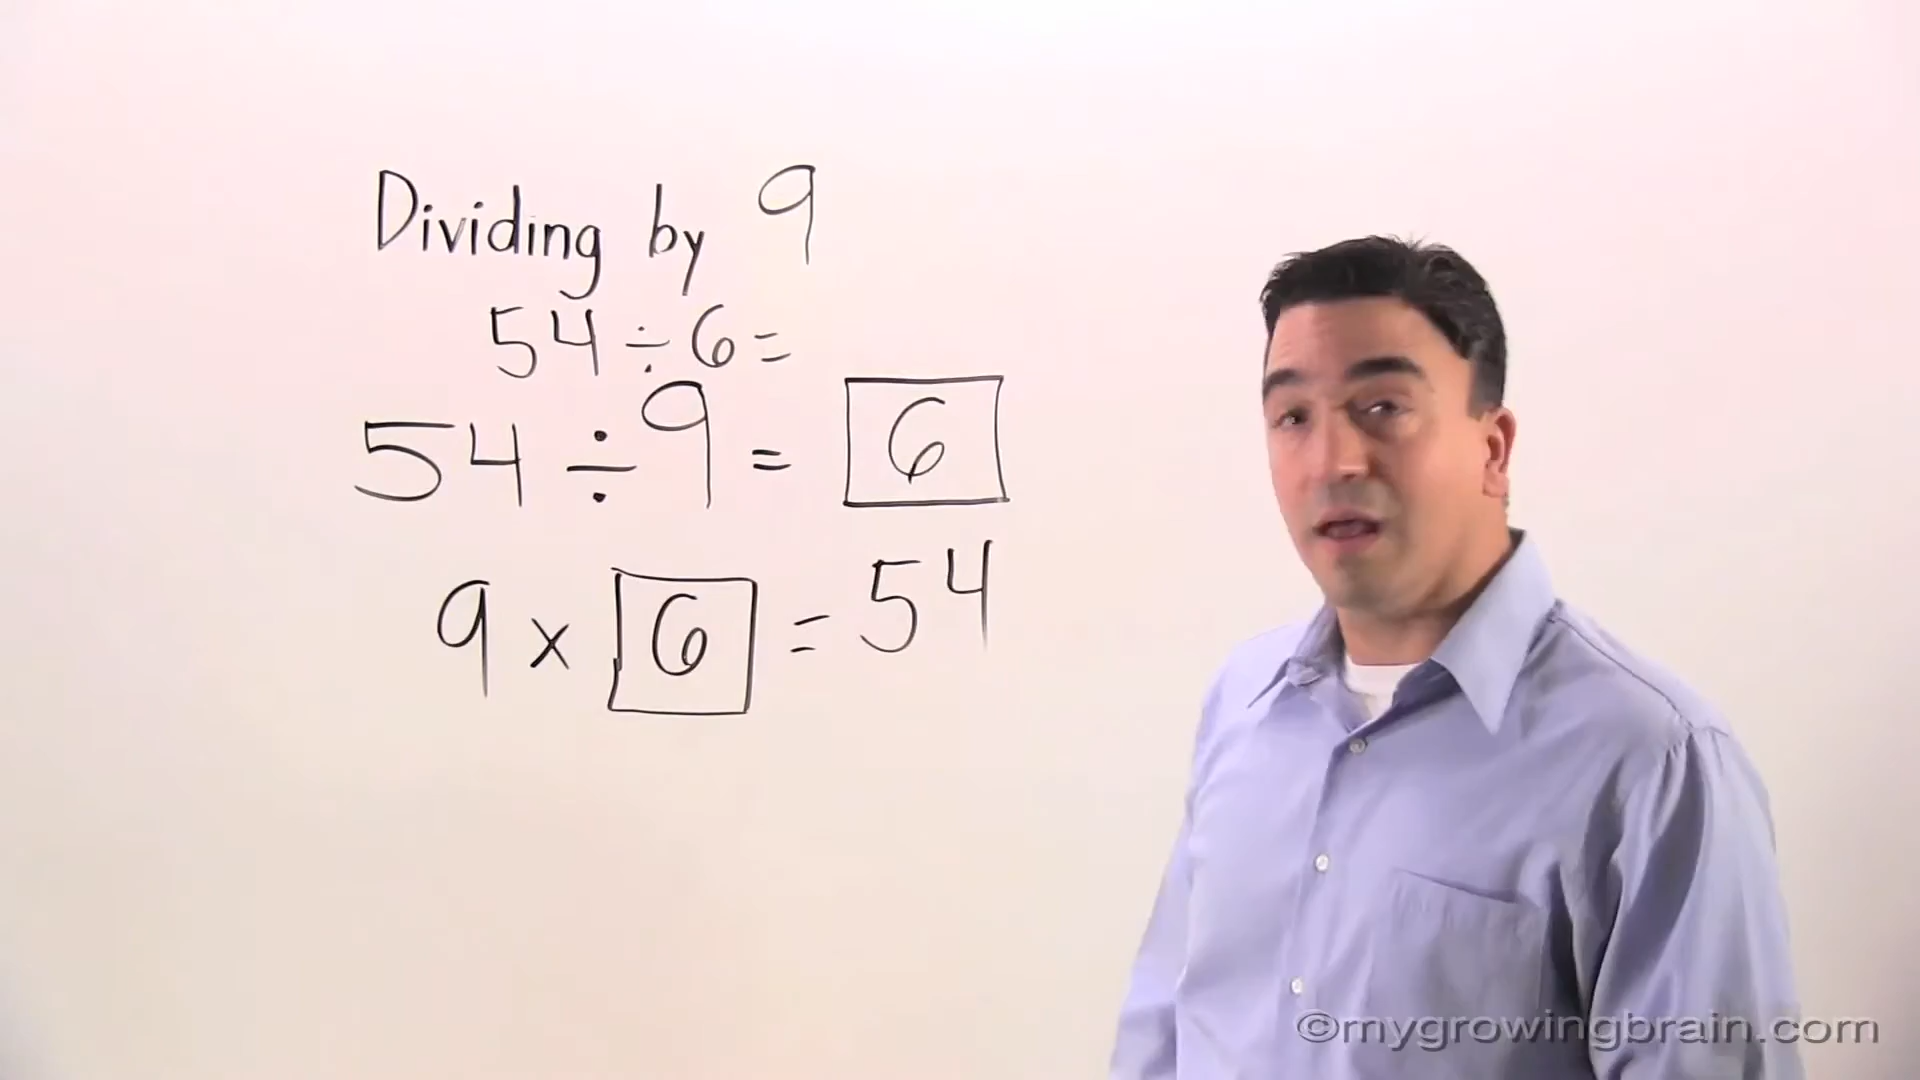 Dividing by 9
54 ÷ 6 =
54 ÷ 9 = 6
9 x 6 = 54
©mygrowingbrain.com